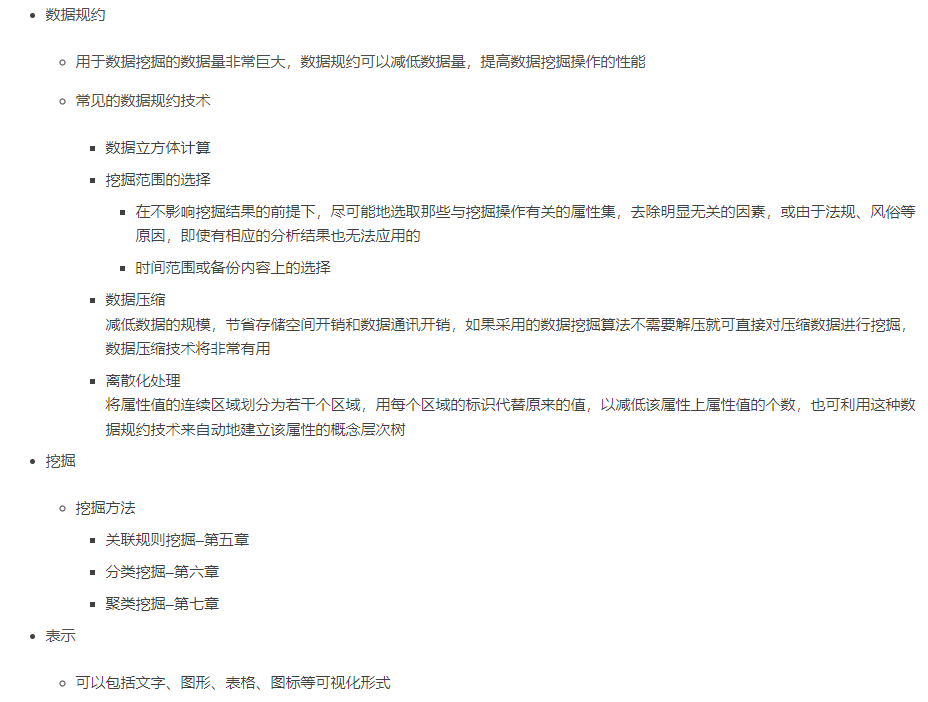 数据规约
用于数据挖掘的数据量非常巨大，数据规约可以减低数据量，提高数据挖掘操作的性能
常见的数据规约技术
数据立方体计算
挖掘范围的选择
在不影响挖掘结果的前提下，尽可能地选取那些与挖掘操作有关的属性集，去除明显无关的因素，或由于法规、风俗等
原因，即使有相应的分析结果也无法应用的
时间范围或备份内容上的选择
数据压缩
减低数据的规模，节省存储空间开销和数据通讯开销，如果采用的数据挖掘算法不需要解压就可直接对压缩数据进行挖掘，
数据压缩技术将非常有用
离散化处理
将属性值的连续区域划分为若干个区域，用每个区域的标识代替原来的值，以减低该属性上属性值的个数，也可利用这种数
据规约技术来自动地建立该属性的概念层次树
挖掘
挖掘方法
关联规则挖掘–第五章
分类挖掘–第六章
聚类挖掘–第七章
表示
可以包括文字、图形、表格、图标等可视化形式